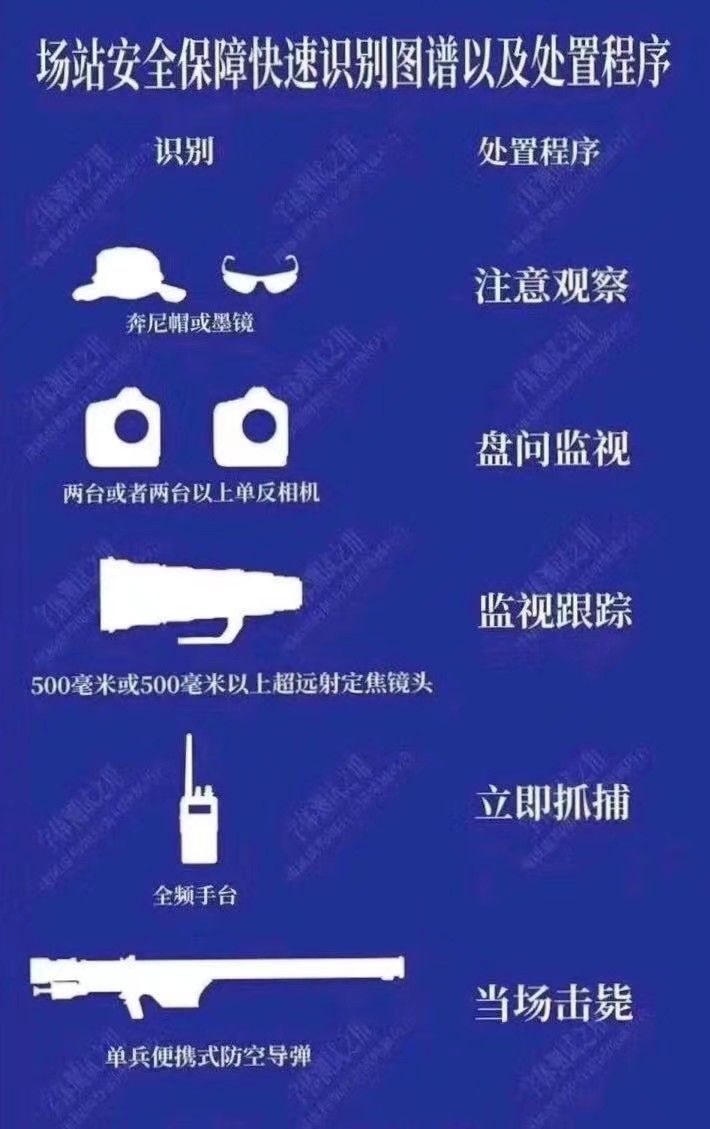 场站安全保障快速识别图谱以及处置程序
识别 处置程序
奔尼帽或墨镜 注意观察
两台或者两台以上单反相机 盘问监视
500毫米或500毫米以上超远射定焦镜头 监视跟踪
全频手台 立即抓捕
单兵便携式防空导弹 当场击毙